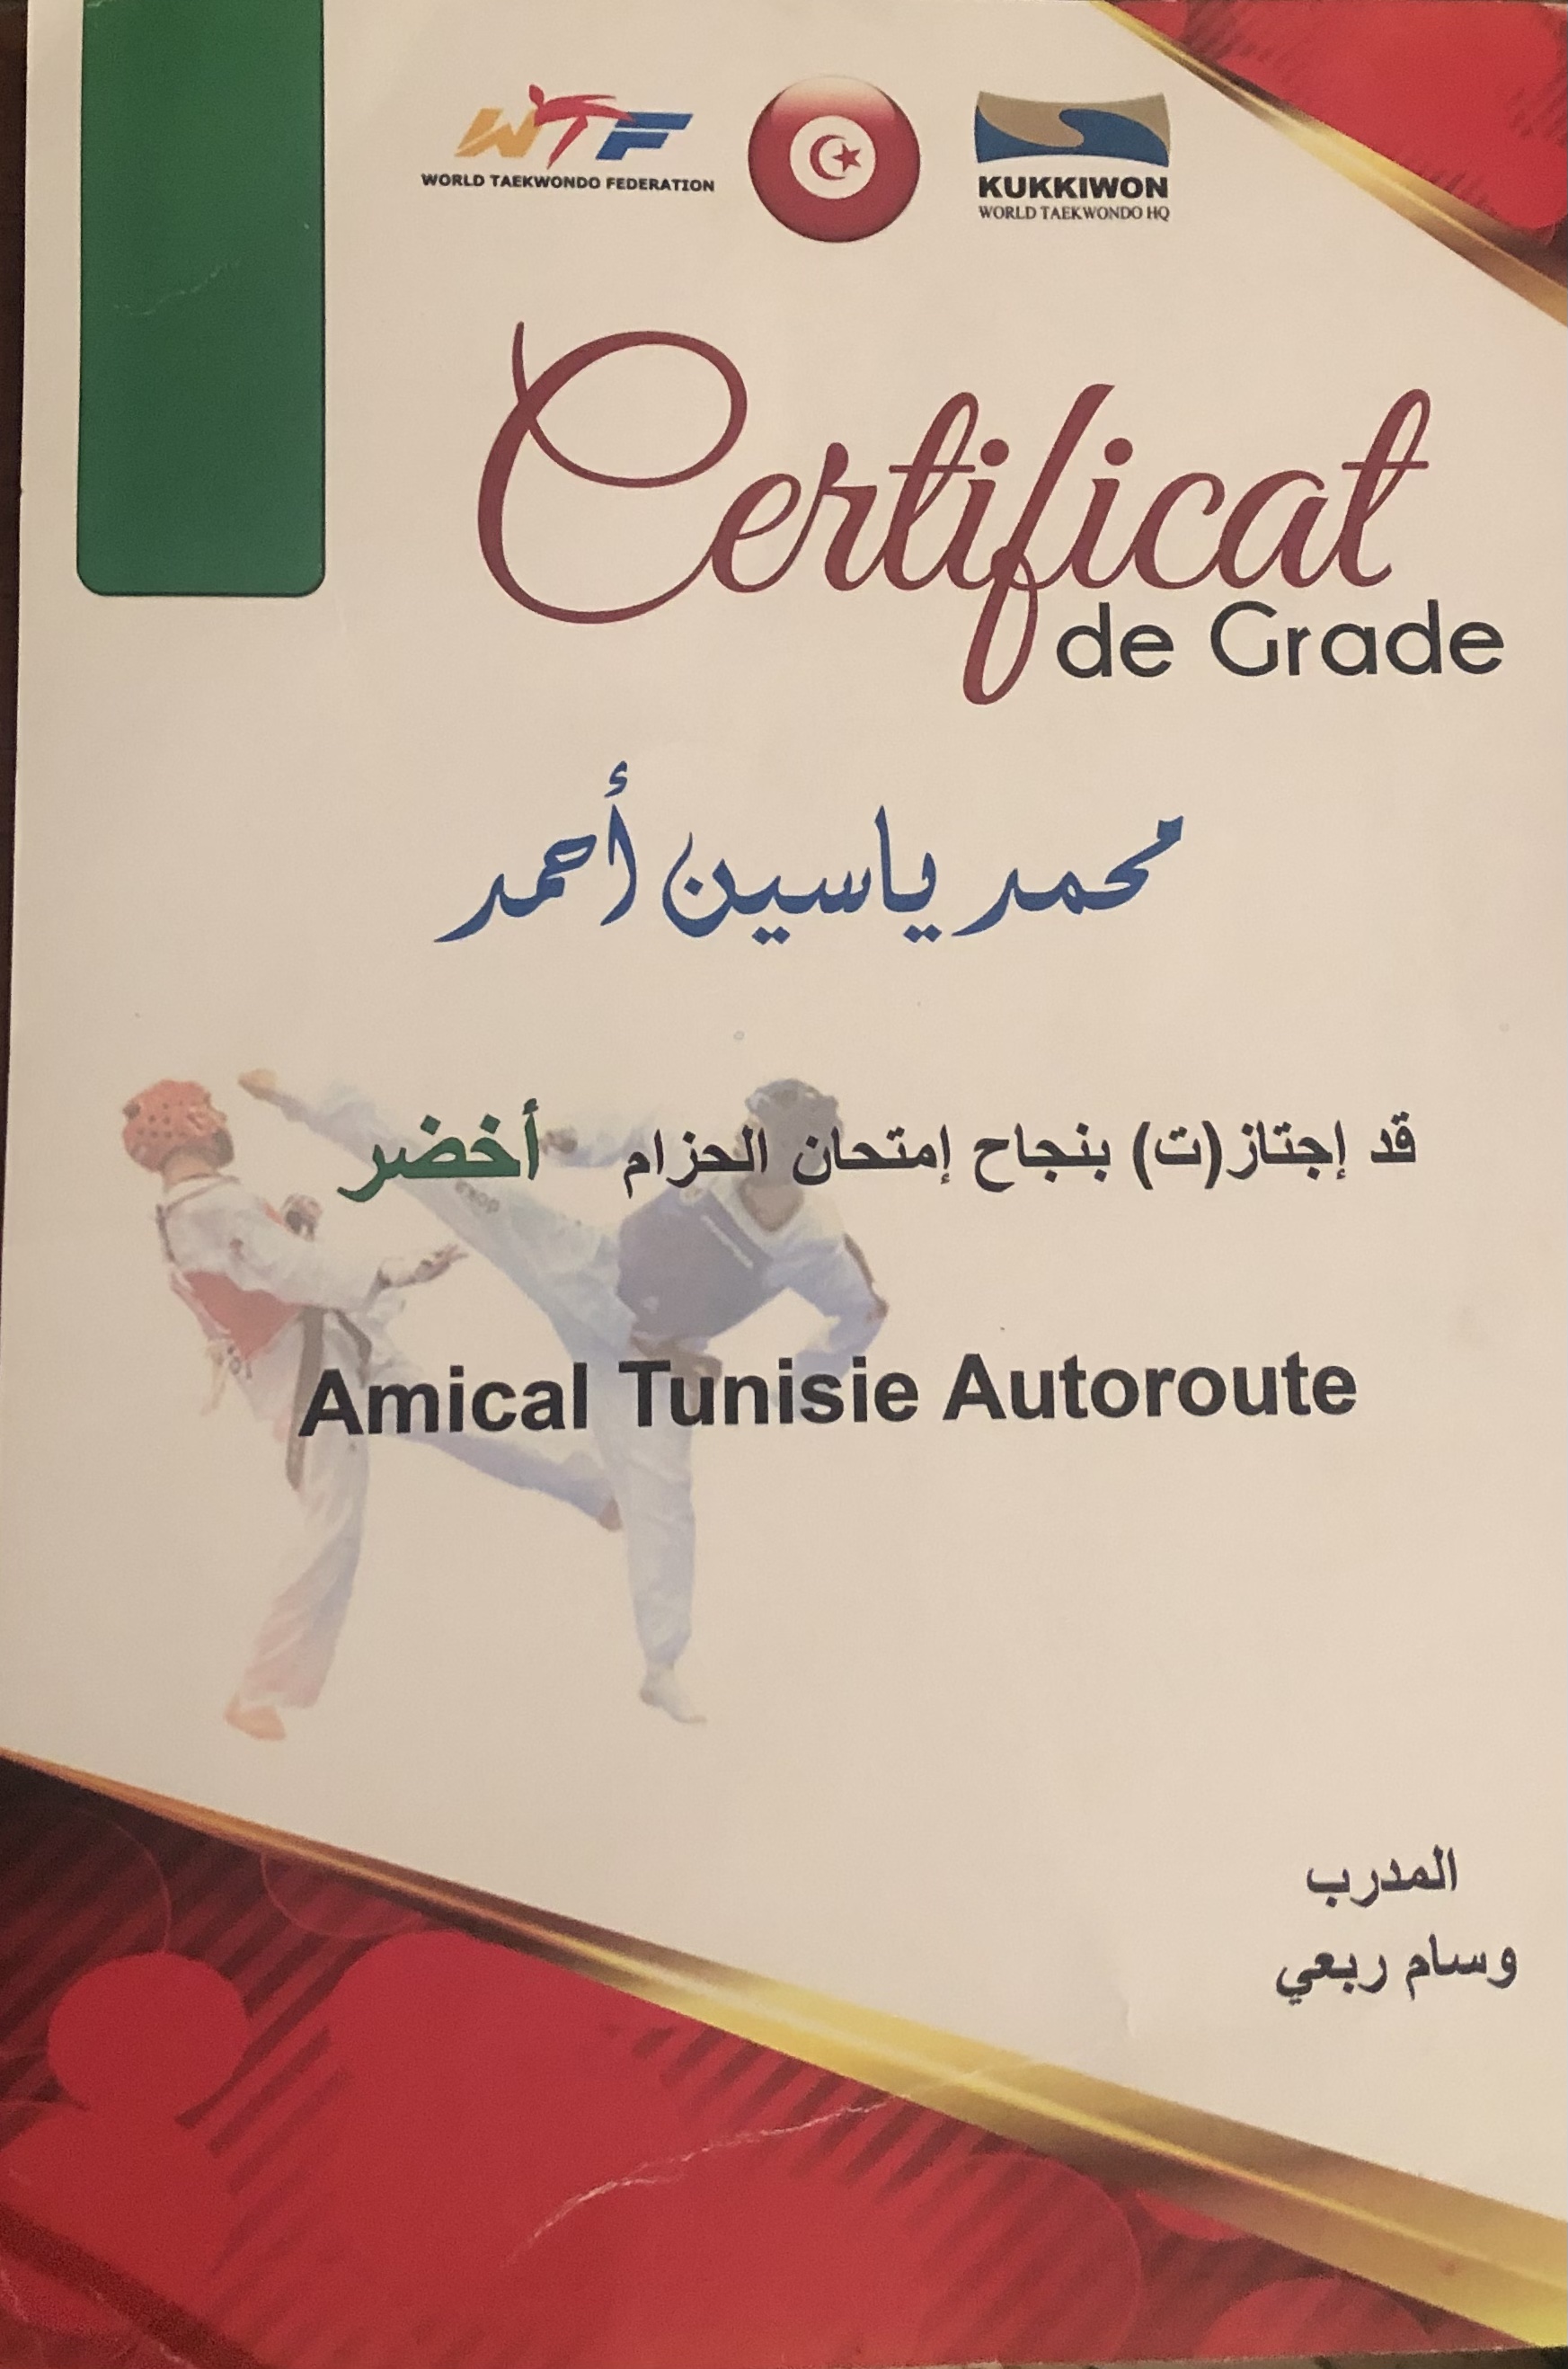 WTF
WORLD TAEKWONDO FEDERATION
KUKKIWON
WORLD TAEKWONDO HQ
Certificat
de Grade
محمد ياسين أحمد
قد إجتاز(ت) بنجاح إمتحان الحزام أخضر
Amical Tunisie Autoroute
المدرب
وسام ربعي